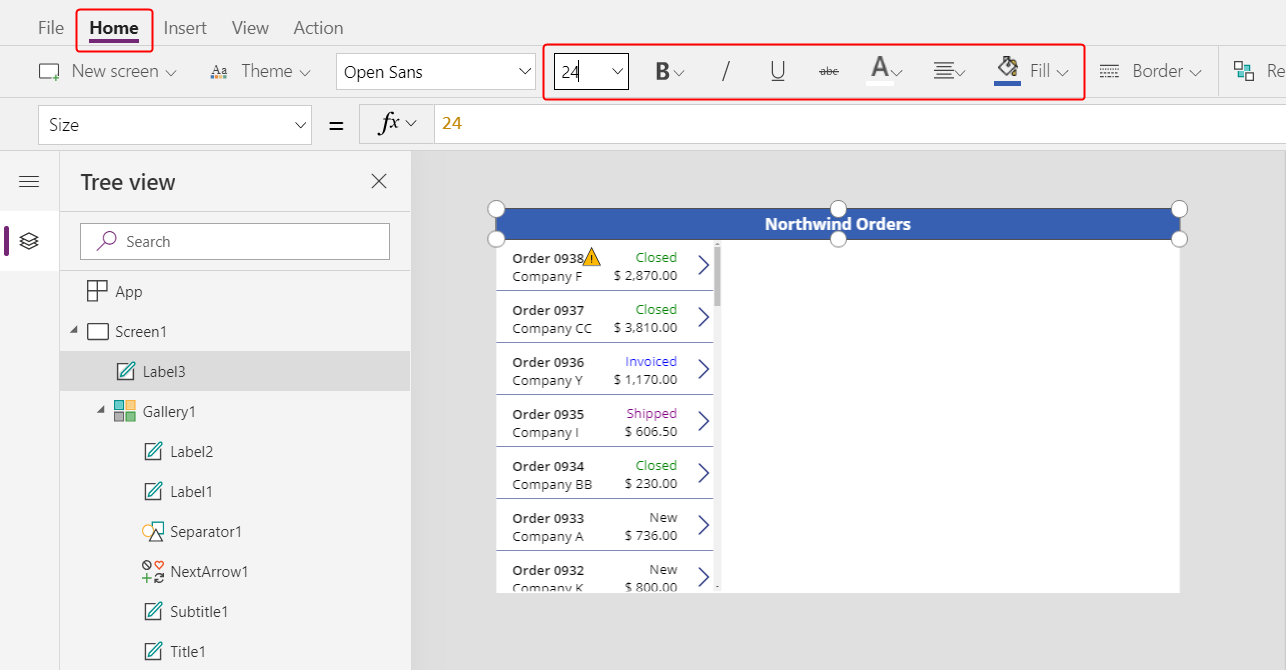 File Home Insert View Action
New screen Aa Theme Open Sans 24 B / U abc A Fill Border Re
Size = fx 24
Tree view
Search
App
Screen1
Label3
Gallery1
Label2
Label1
Separator1
NextArrow1
Subtitle1
Title1
Northwind Orders
Order 0938 Closed
Company F $ 2,870.00
Order 0937 Closed
Company CC $ 3,810.00
Order 0936 Invoiced
Company Y $ 1,170.00
Order 0935 Shipped
Company I $ 606.50
Order 0934 Closed
Company BB $ 230.00
Order 0933 New
Company A $ 736.00
Order 0932 New
Company K $ 800.00